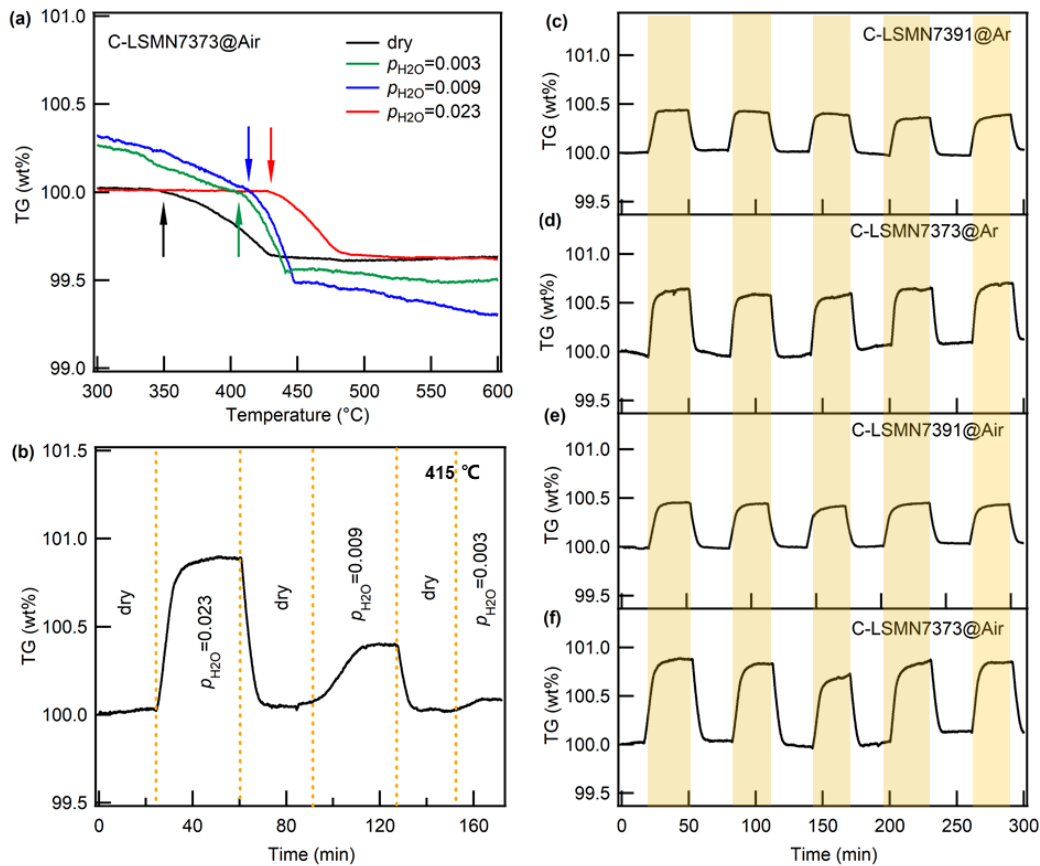 (a)
C-LSMN7373@Air
dry
pH2O=0.003
pH2O=0.009
pH2O=0.023
101.0
100.5
100.0
99.5
99.0
TG (wt%)
300 350 400 450 500 550 600
Temperature (°C)
(b)
415 ℃
101.5
101.0
100.5
100.0
99.5
TG (wt%)
dry
pH2O=0.023
dry
pH2O=0.009
dry
pH2O=0.003
0 40 80 120 160
Time (min)
(c)
C-LSMN7391@Ar
101.0
100.5
100.0
99.5
TG (wt%)
(d)
C-LSMN7373@Ar
101.0
100.5
100.0
99.5
TG (wt%)
(e)
C-LSMN7391@Air
101.0
100.5
100.0
99.5
TG (wt%)
(f)
C-LSMN7373@Air
101.0
100.5
100.0
99.5
TG (wt%)
0 50 100 150 200 250 300
Time (min)